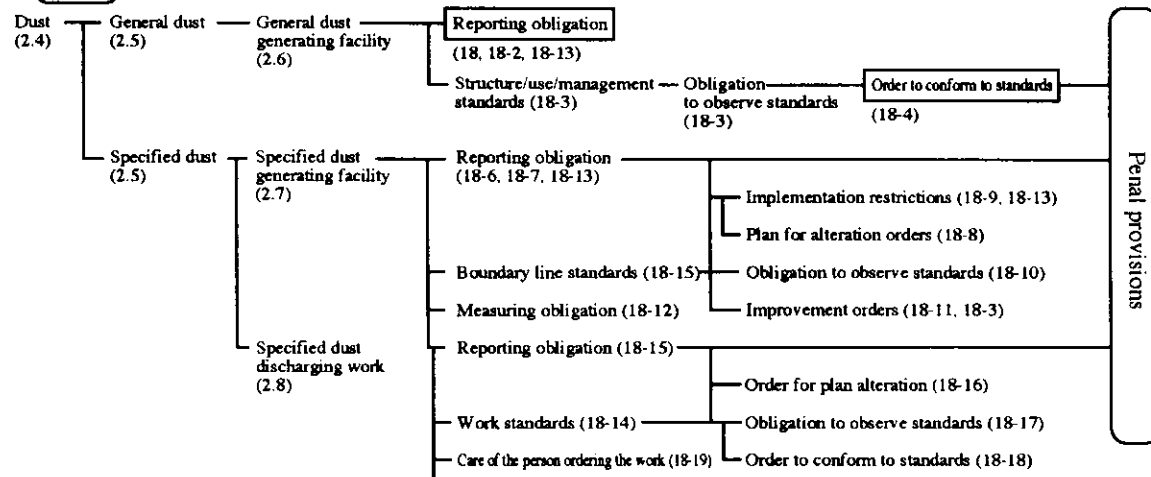 Dust
(2.4)
General dust
(2.5)
General dust
generating facility
(2.6)
Reporting obligation
(18, 18-2, 18-13)
Structure/use/management
standards (18-3)
Obligation
to observe standards
(18-3)
Order to conform to standards
(18-4)
Specified dust
(2.5)
Specified dust
generating facility
(2.7)
Reporting obligation
(18-6, 18-7, 18-13)
Implementation restrictions (18-9, 18-13)
Plan for alteration orders (18-8)
Boundary line standards (18-15)
Obligation to observe standards (18-10)
Measuring obligation (18-12)
Improvement orders (18-11, 18-3)
Specified dust
discharging work
(2.8)
Reporting obligation (18-15)
Order for plan alteration (18-16)
Work standards (18-14)
Obligation to observe standards (18-17)
Care of the person ordering the work (18-19)
Order to conform to standards (18-18)
Penal provisions